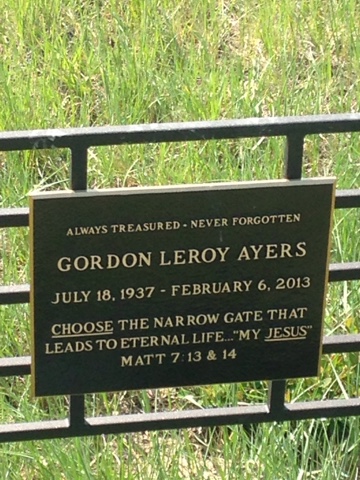 ALWAYS TREASURED - NEVER FORGOTTEN
GORDON LEROY AYERS
JULY 18, 1937 - FEBRUARY 6, 2013
CHOOSE THE NARROW GATE THAT
LEADS TO ETERNAL LIFE..."MY JESUS"
MATT 7:13 & 14